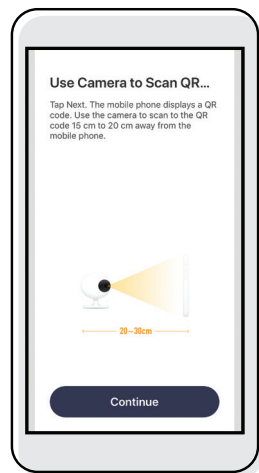 Use Camera to Scan QR...
Tap Next. The mobile phone displays a QR
code. Use the camera to scan to the QR
code 15 cm to 20 cm away from the
mobile phone.
20–30cm
Continue